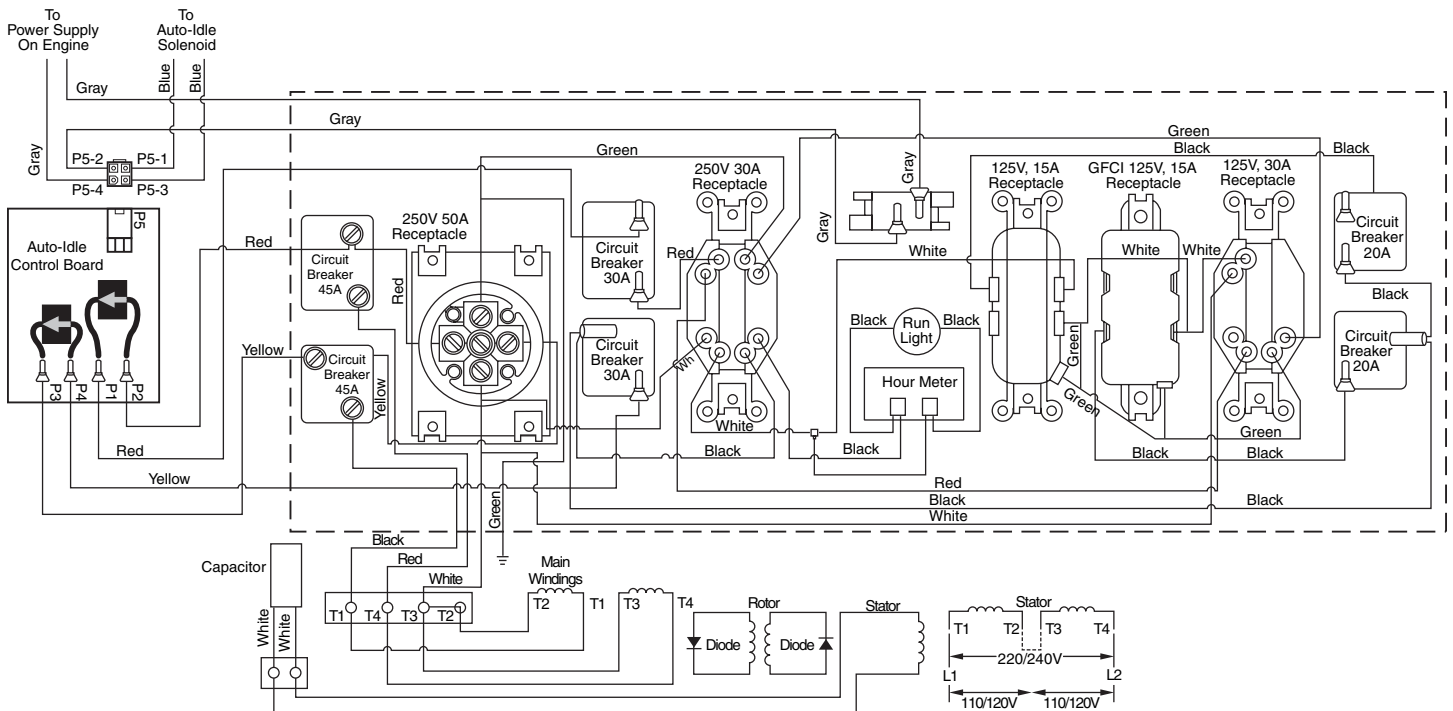 To
Power Supply
On Engine
To
Auto-Idle
Solenoid
Blue
Blue
Gray
Gray
Gray
P5-2
P5-1
P5-4
P5-3
P5
Auto-Idle
Control Board
P3
P4
P1
P2
Red
Yellow
Red
Yellow
Circuit
Breaker
45A
Circuit
Breaker
45A
Yellow
250V 50A
Receptacle
Red
Green
Circuit
Breaker
30A
Circuit
Breaker
30A
250V 30A
Receptacle
Red
Wh
White
Black
Gray
Gray
White
Black
Run
Light
Black
Hour Meter
Black
125V, 15A
Receptacle
GFCI 125V, 15A
Receptacle
125V, 30A
Receptacle
Green
Black
Black
White
White
Green
Green
Green
Circuit
Breaker
20A
Black
Circuit
Breaker
20A
Black
Black
Red
Black
Black
White
Green
Capacitor
White
White
Black
Red
White
T1
T4
T3
T2
Main
Windings
T2
T1
T3
T4
Rotor
Diode
Diode
Stator
Stator
T1
T2
T3
T4
220/240V
L1
L2
110/120V
110/120V